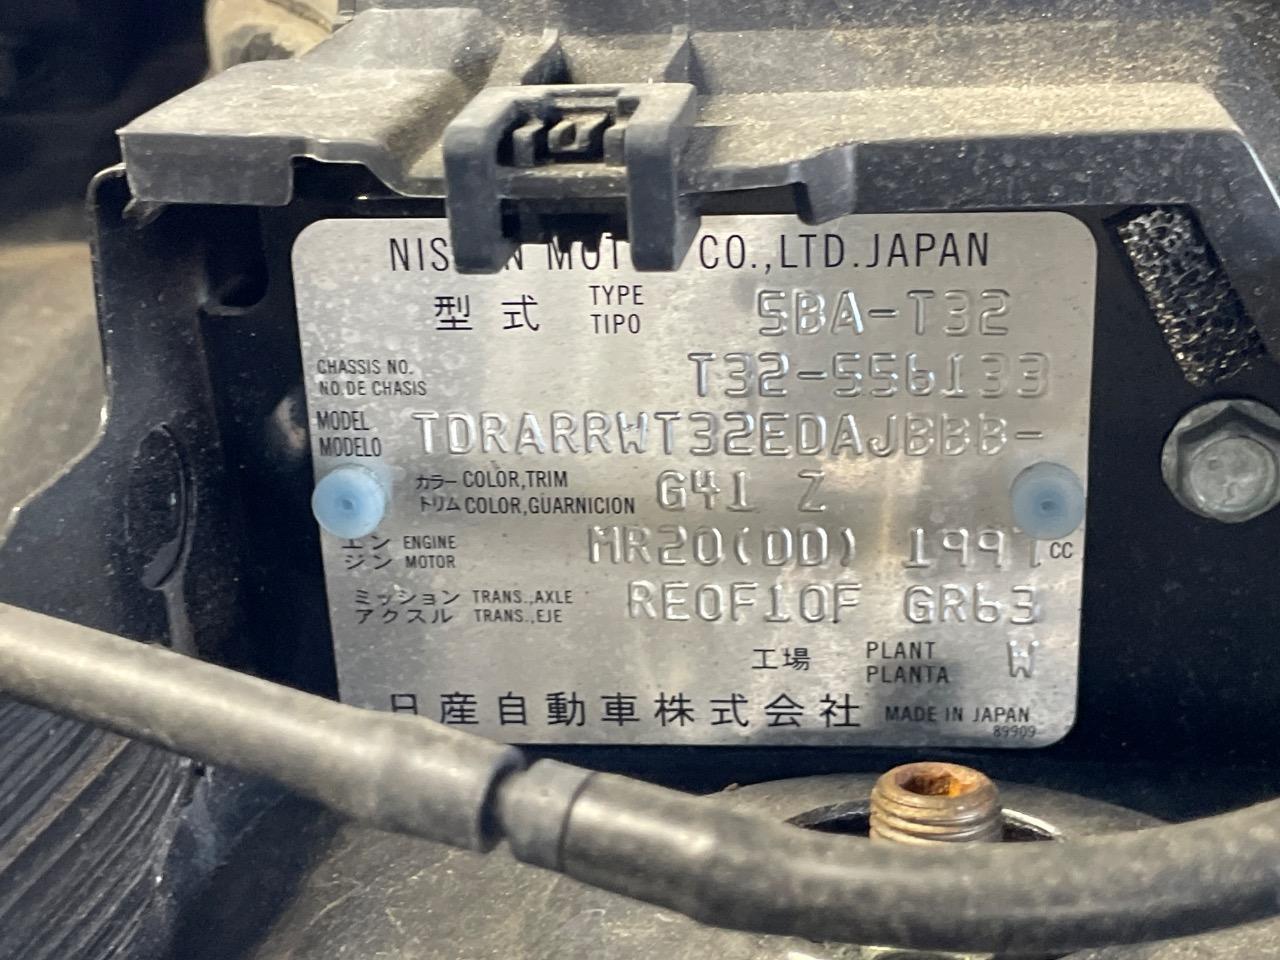 NISSAN MOTOR CO.,LTD.JAPAN
型式 TYPE TIPO 5BA-T32
CHASSIS NO. NO.DE CHASIS T32-556133
MODEL MODELO TDRARRWT32EDAJBBB-
カラー COLOR,TRIM
トリム COLOR,GUARNICION G41 Z
エン ENGINE
ジン MOTOR MR20(DD) 1997 CC
ミッション TRANS.,AXLE
アクスル TRANS.,EJE RE0F10F GR63
工場 PLANT PLANTA W
日産自動車株式会社 MADE IN JAPAN
89909